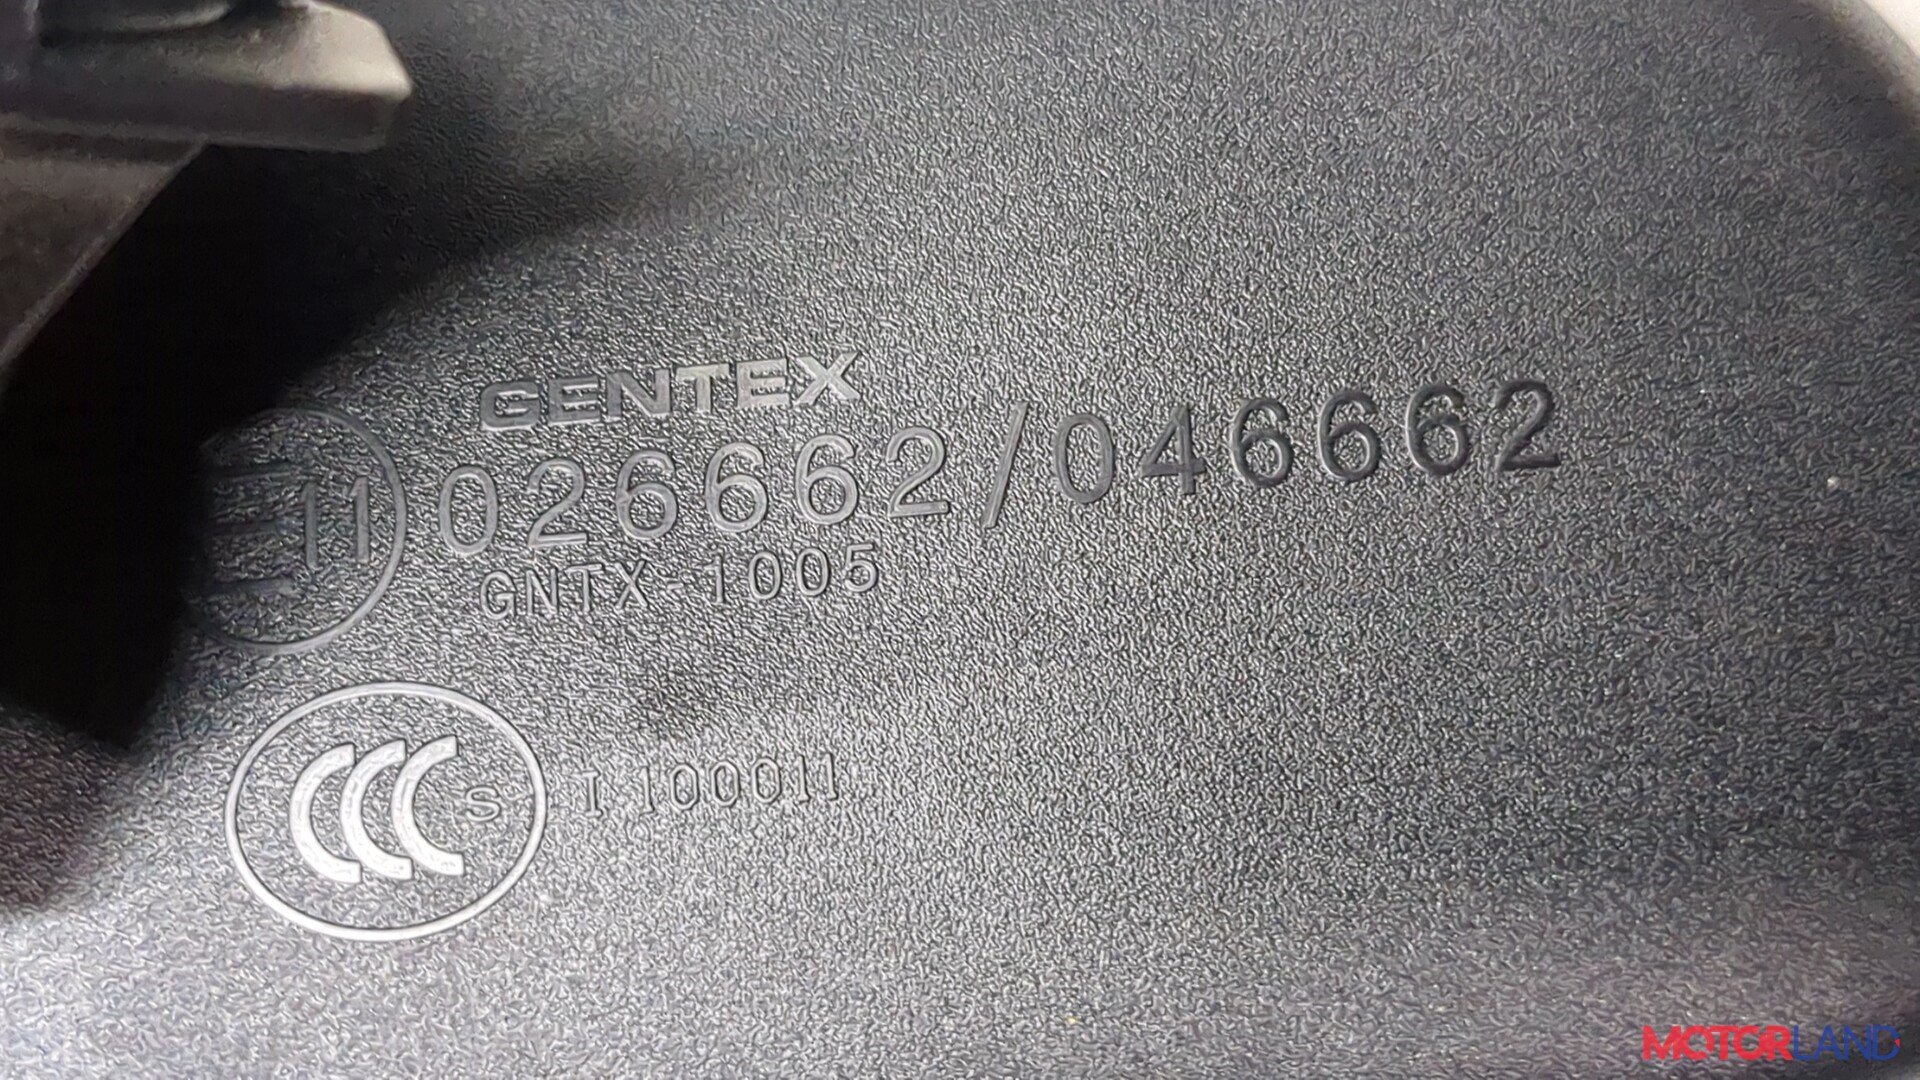 GENTEX
E11 026662/046662
GNTX-1005
CCC S I 100011
MOTORLAND